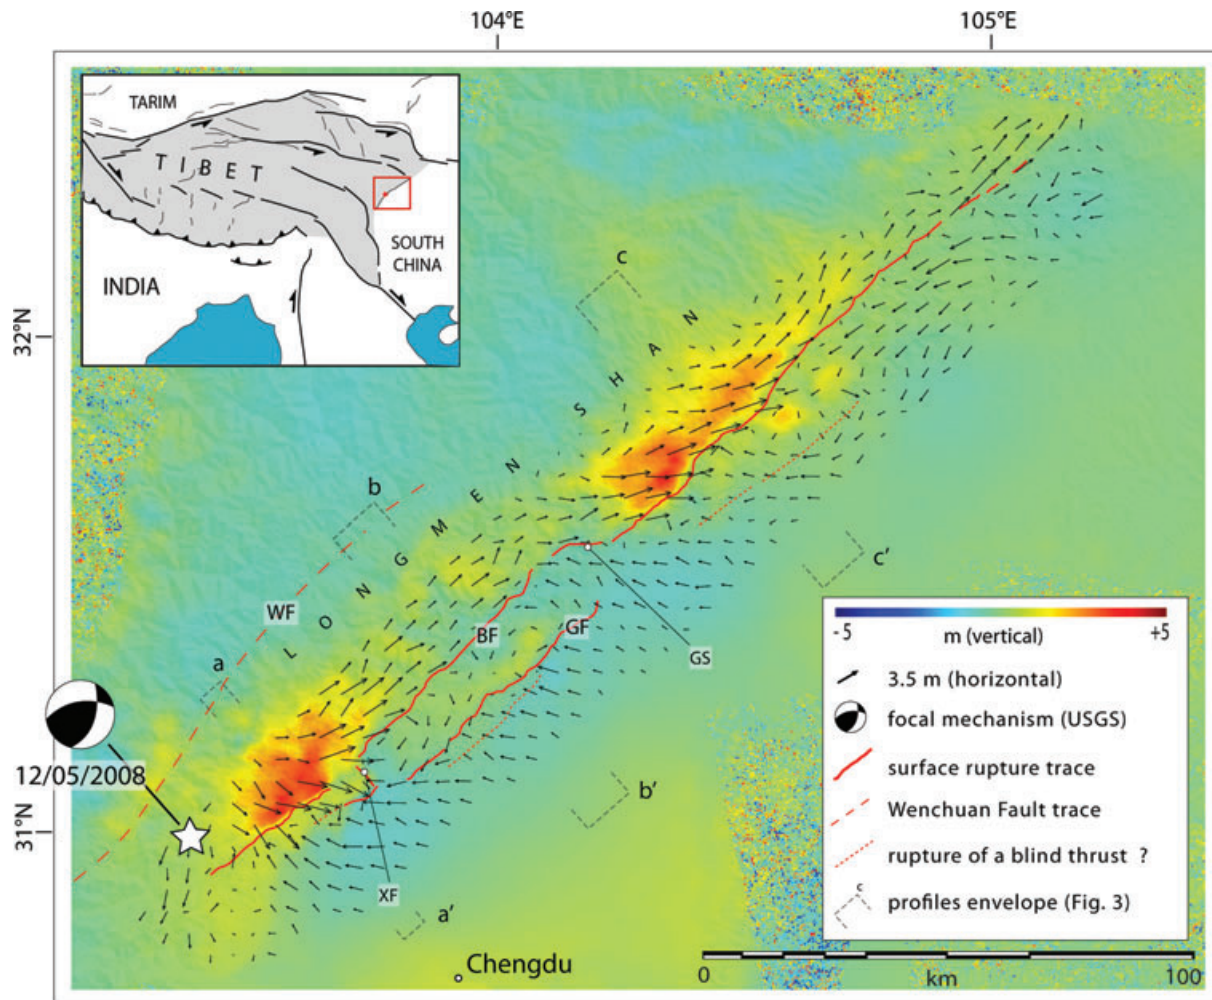 104°E
105°E
TARIM
TIBET
SOUTH
CHINA
INDIA
32°N
31°N
c
LONGMEN SHAN
b
WF
a
BF
GF
GS
c'
b'
12/05/2008
XF
a'
Chengdu
-5
m (vertical)
+5
3.5 m (horizontal)
focal mechanism (USGS)
surface rupture trace
Wenchuan Fault trace
rupture of a blind thrust ?
c
profiles envelope (Fig. 3)
0
km
100